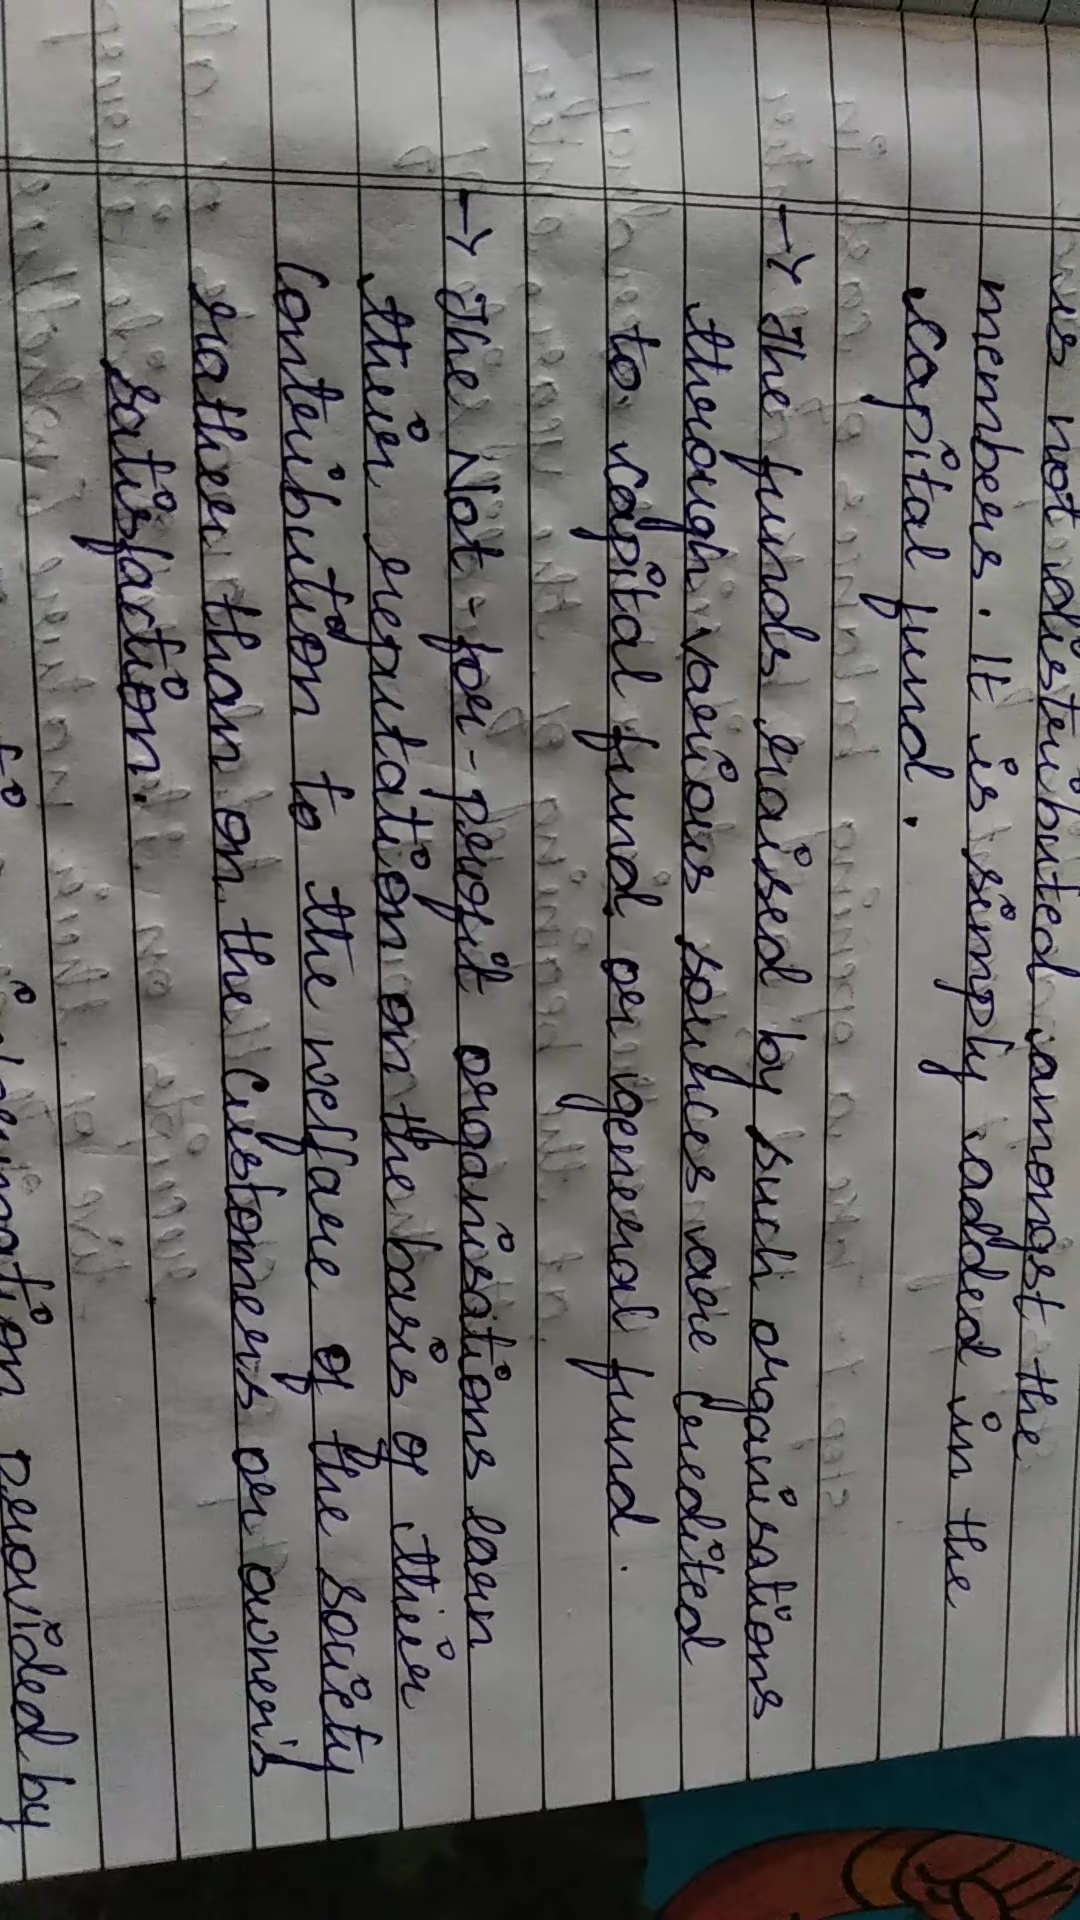 is not distributed amongst the
members. It is simply added in the
capital fund.
→ The funds raised by such organisations
through various sources are credited
to capital fund or general fund.
→ The Not-for-profit organisations earn
their reputation on the basis of their
contribution to the welfare of the society
rather than on the customers or owner's
satisfaction.
provided by